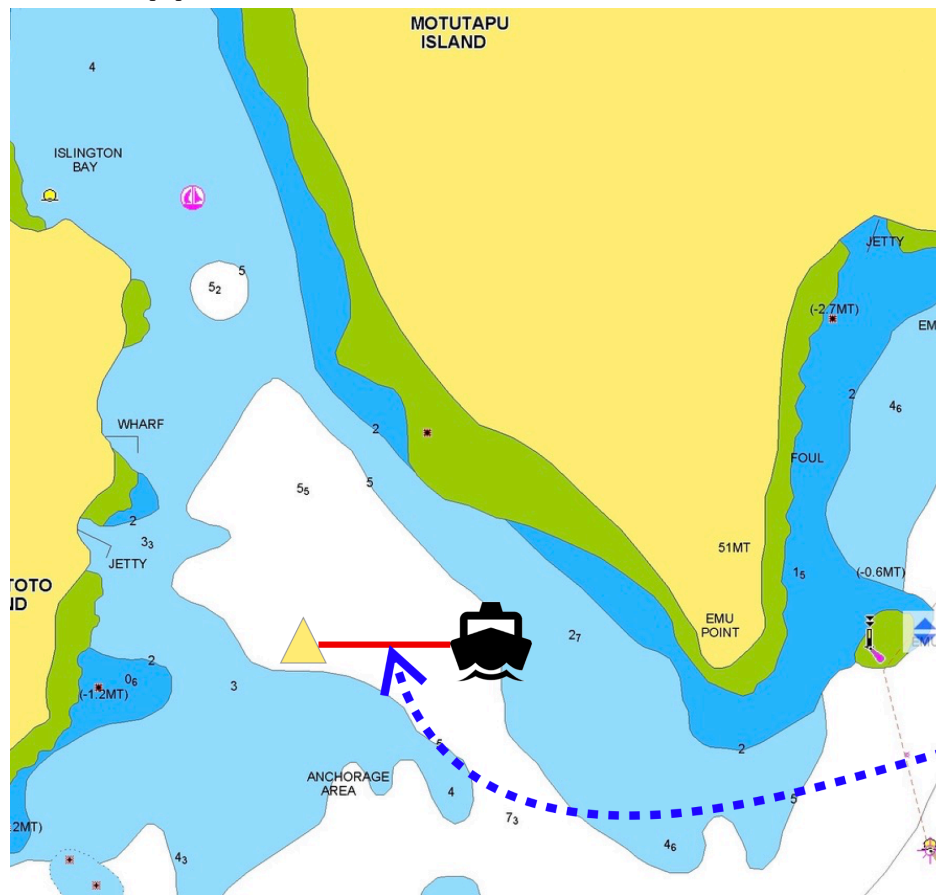 MOTUTAPU
ISLAND
4
ISLINGTON
BAY
JETTY
5
5₂
(-2.7MT)
EM
2
4₆
WHARF
2
5
5₅
FOUL
2
3₃
JETTY
51MT
1₅
(-0.6MT)
TOTO
ND
EMU
POINT
2₇
EMU
2
0₆
(-1.2MT)
3
5
2
ANCHORAGE
AREA
4
5
7₃
.2MT)
4₃
4₆